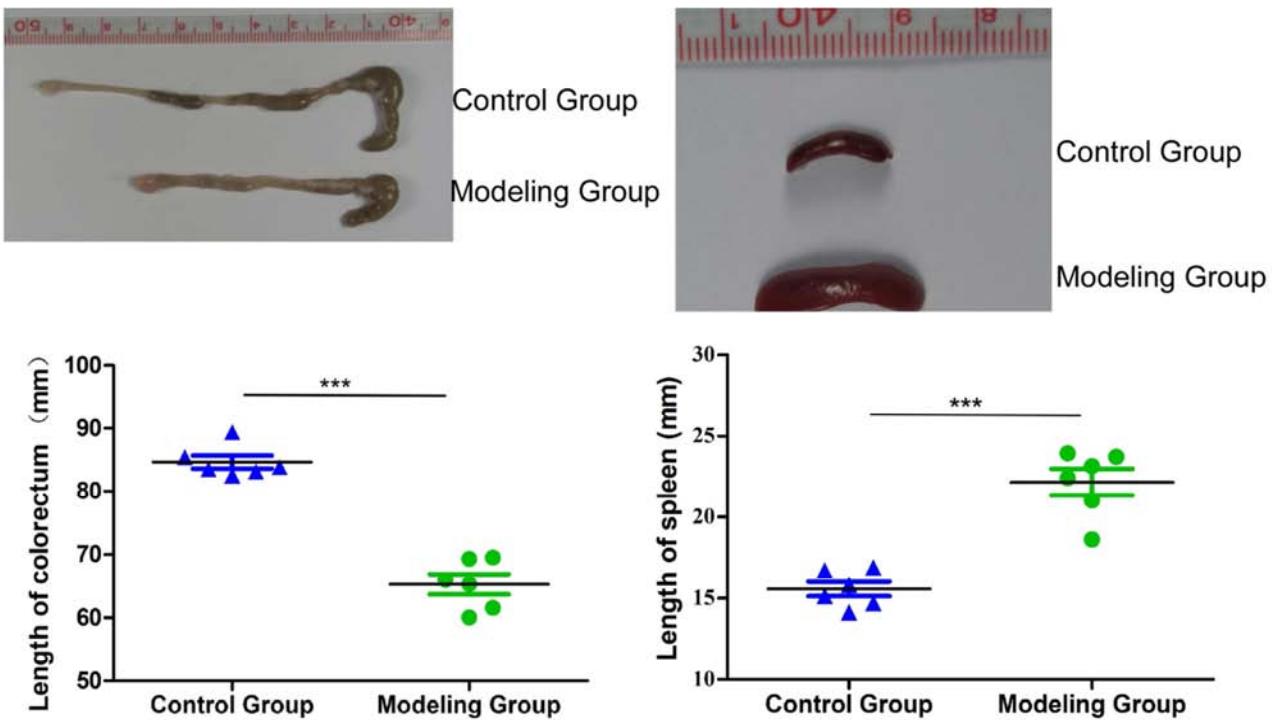 Control Group
Modeling Group
Control Group
Modeling Group
Length of colorectum （mm）
100
90
80
70
60
50
***
Control Group
Modeling Group
Length of spleen (mm)
30
25
20
15
10
***
Control Group
Modeling Group